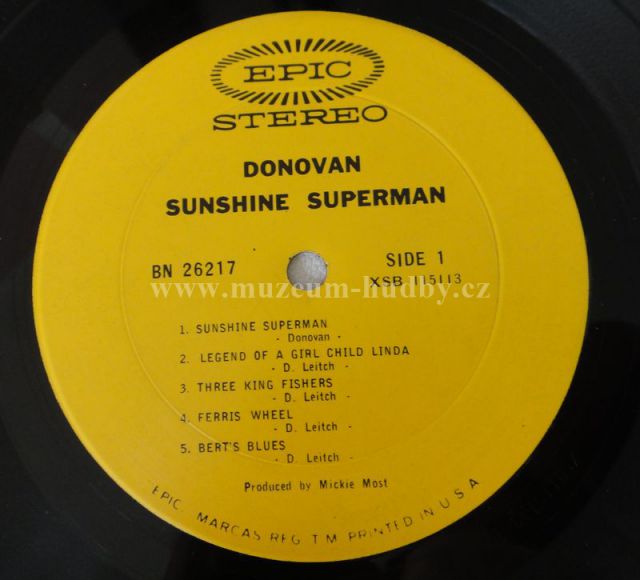 EPIC
STEREO
DONOVAN
SUNSHINE SUPERMAN
BN 26217
SIDE 1
XSB 115113
www.muzeum-hudby.cz
1. SUNSHINE SUPERMAN
- Donovan -
2. LEGEND OF A GIRL CHILD LINDA
- D. Leitch -
3. THREE KING FISHERS
- D. Leitch -
4. FERRIS WHEEL
- D. Leitch -
5. BERT'S BLUES
- D. Leitch -
Produced by Mickie Most
EPIC. MARCAS REG. T.M. PRINTED IN U.S.A.